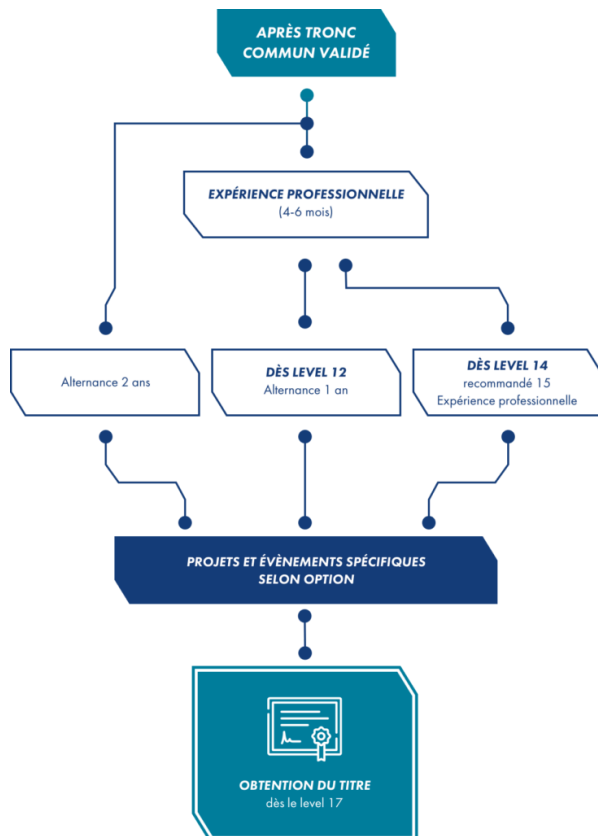 APRÈS TRONC
COMMUN VALIDÉ
EXPÉRIENCE PROFESSIONNELLE
(4-6 mois)
Alternance 2 ans
DÈS LEVEL 12
Alternance 1 an
DÈS LEVEL 14
recommandé 15
Expérience professionnelle
PROJETS ET ÉVÈNEMENTS SPÉCIFIQUES
SELON OPTION
OBTENTION DU TITRE
dès le level 17